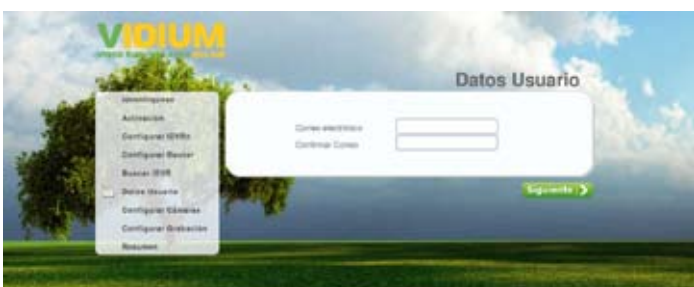 VIDIUM
Datos Usuario
Identifiquese
Activación
Configurar IDVRs
Configurar Router
Buscar IDVR
Datos Usuario
Configurar Cámaras
Configurar Grabación
Resumen
Correo electrónico
Confirmar Correo
Siguiente